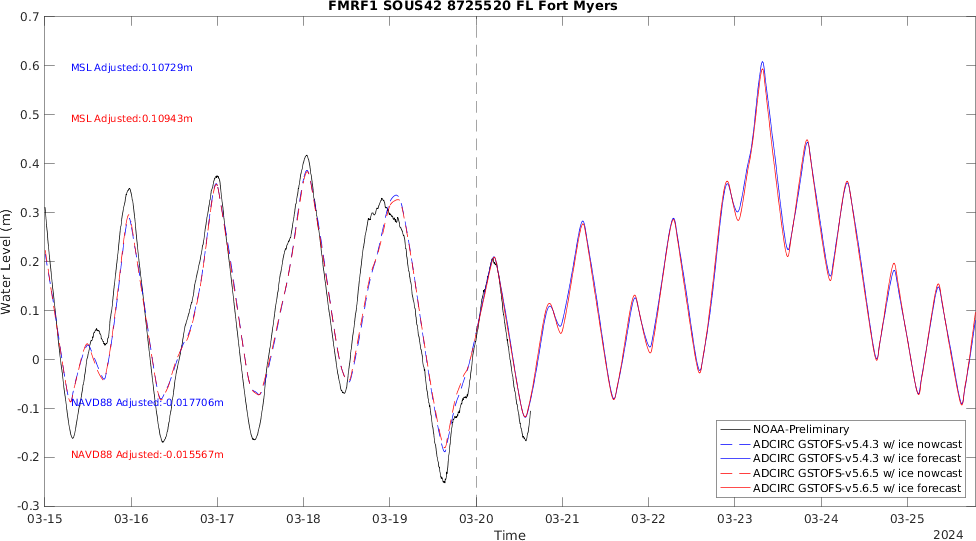 FMRF1 SOUS42 8725520 FL Fort Myers
0.7
0.6
0.5
0.4
0.3
0.2
0.1
0
-0.1
-0.2
-0.3
Water Level (m)
MSL Adjusted:0.10729m
MSL Adjusted:0.10943m
NAVD88 Adjusted:-0.017706m
NAVD88 Adjusted:-0.015567m
NOAA-Preliminary
ADCIRC GSTOFS-v5.4.3 w/ ice nowcast
ADCIRC GSTOFS-v5.4.3 w/ ice forecast
ADCIRC GSTOFS-v5.6.5 w/ ice nowcast
ADCIRC GSTOFS-v5.6.5 w/ ice forecast
03-15 03-16 03-17 03-18 03-19 03-20 03-21 03-22 03-23 03-24 03-25
Time
2024